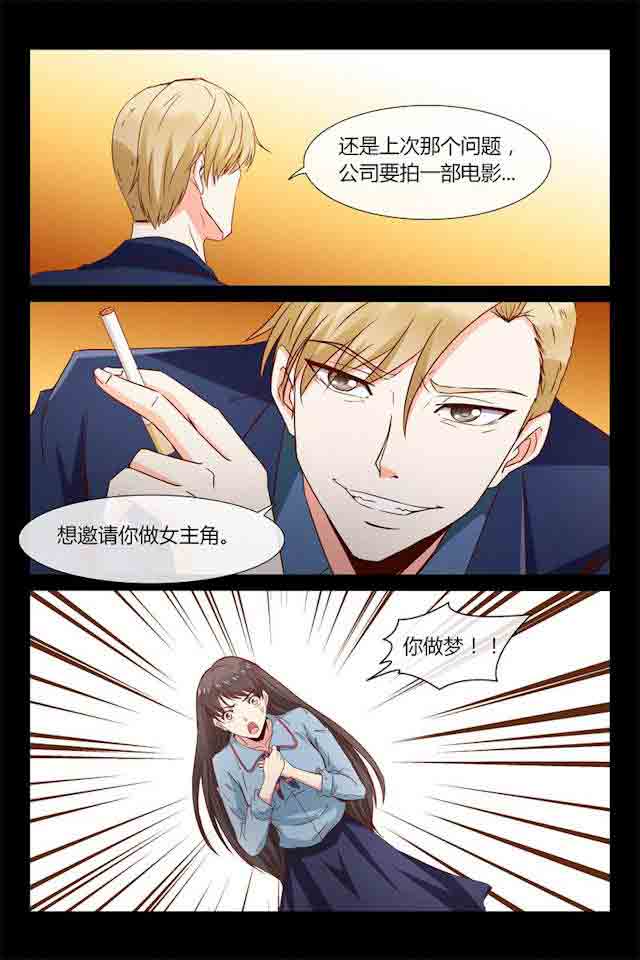 还是上次那个问题，
公司要拍一部电影...
想邀请你做女主角。
你做梦！！